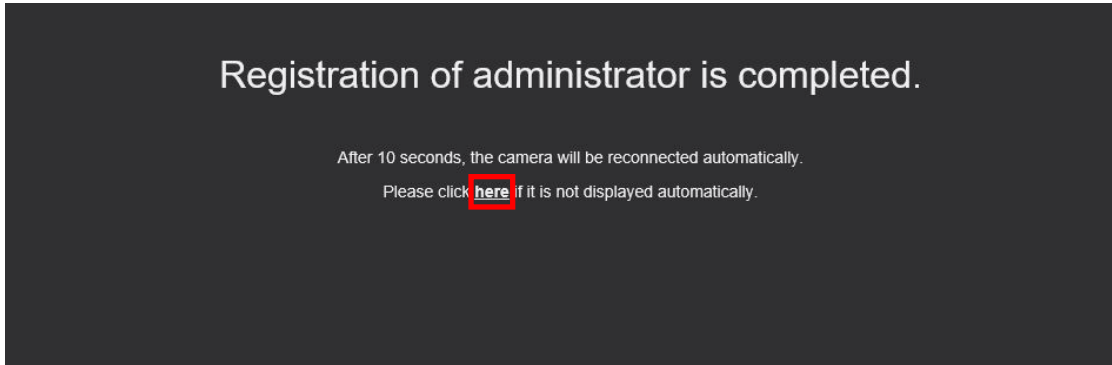 Registration of administrator is completed.
After 10 seconds, the camera will be reconnected automatically.
Please click here if it is not displayed automatically.